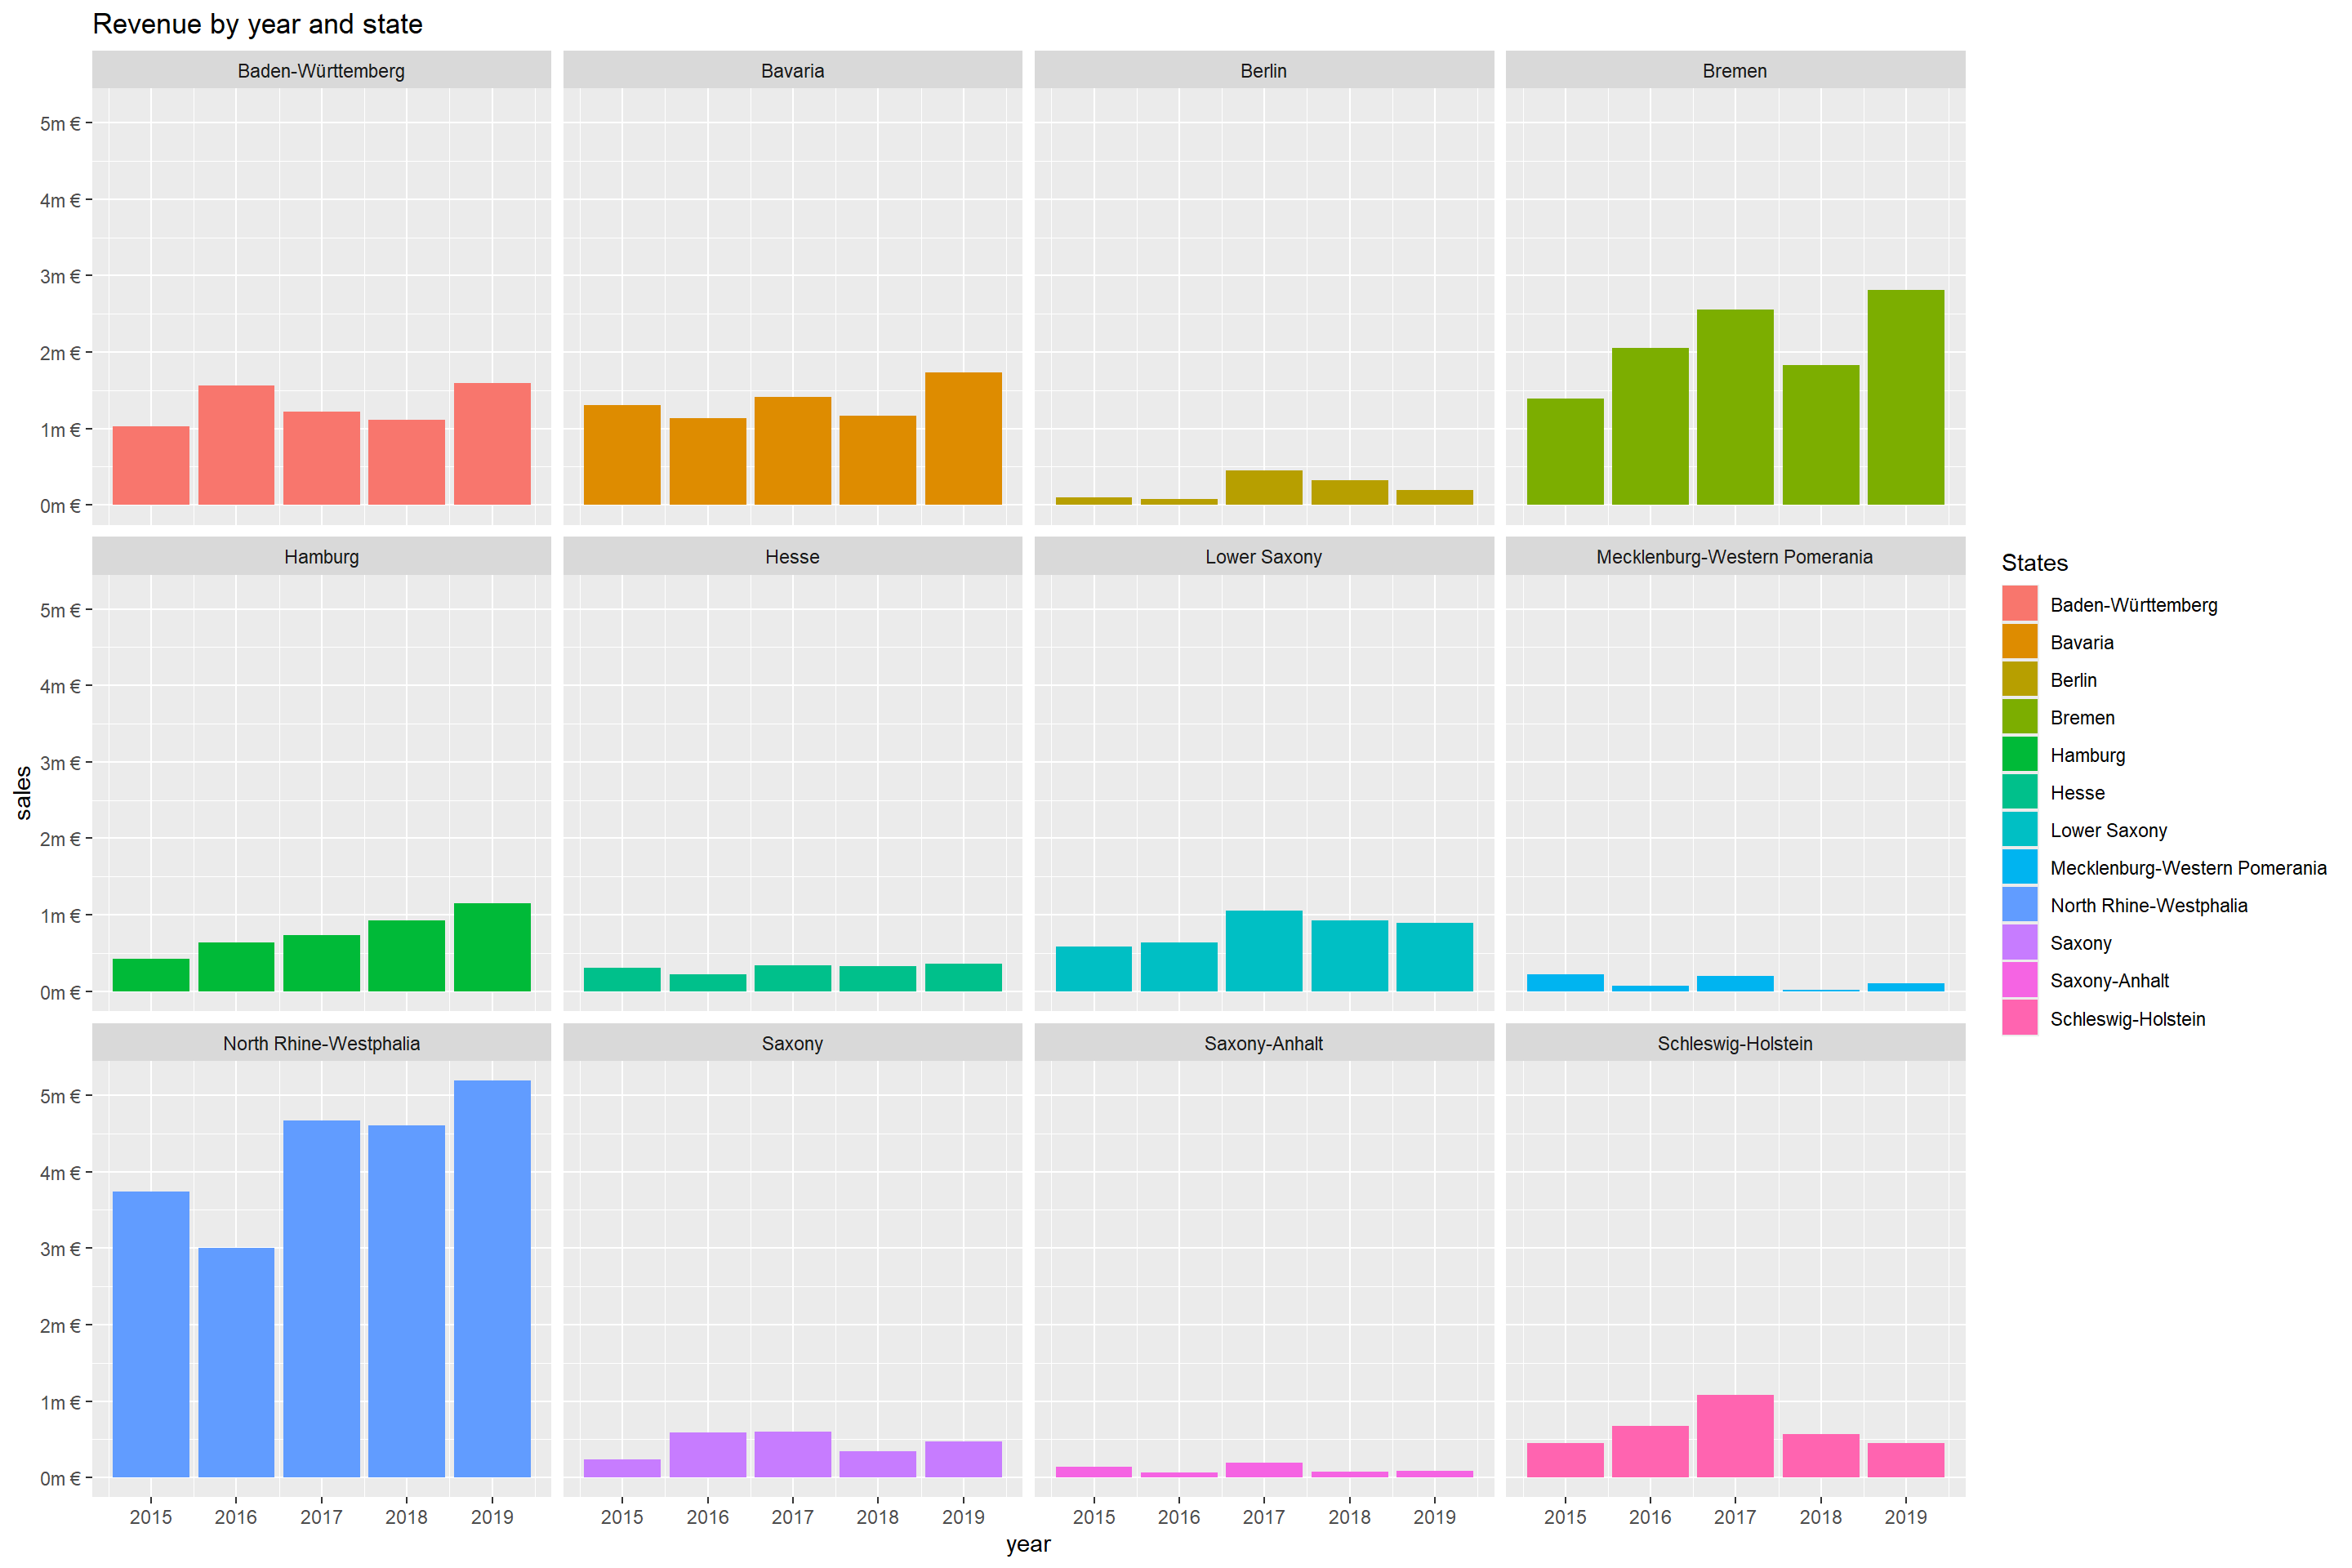 Revenue by year and state
Baden-Württemberg
Bavaria
Berlin
Bremen
5m €
4m €
3m €
2m €
1m €
0m €
Hamburg
Hesse
Lower Saxony
Mecklenburg-Western Pomerania
5m €
4m €
3m €
2m €
1m €
0m €
North Rhine-Westphalia
Saxony
Saxony-Anhalt
Schleswig-Holstein
5m €
4m €
3m €
2m €
1m €
0m €
2015 2016 2017 2018 2019
2015 2016 2017 2018 2019
2015 2016 2017 2018 2019
2015 2016 2017 2018 2019
year
sales
States
Baden-Württemberg
Bavaria
Berlin
Bremen
Hamburg
Hesse
Lower Saxony
Mecklenburg-Western Pomerania
North Rhine-Westphalia
Saxony
Saxony-Anhalt
Schleswig-Holstein